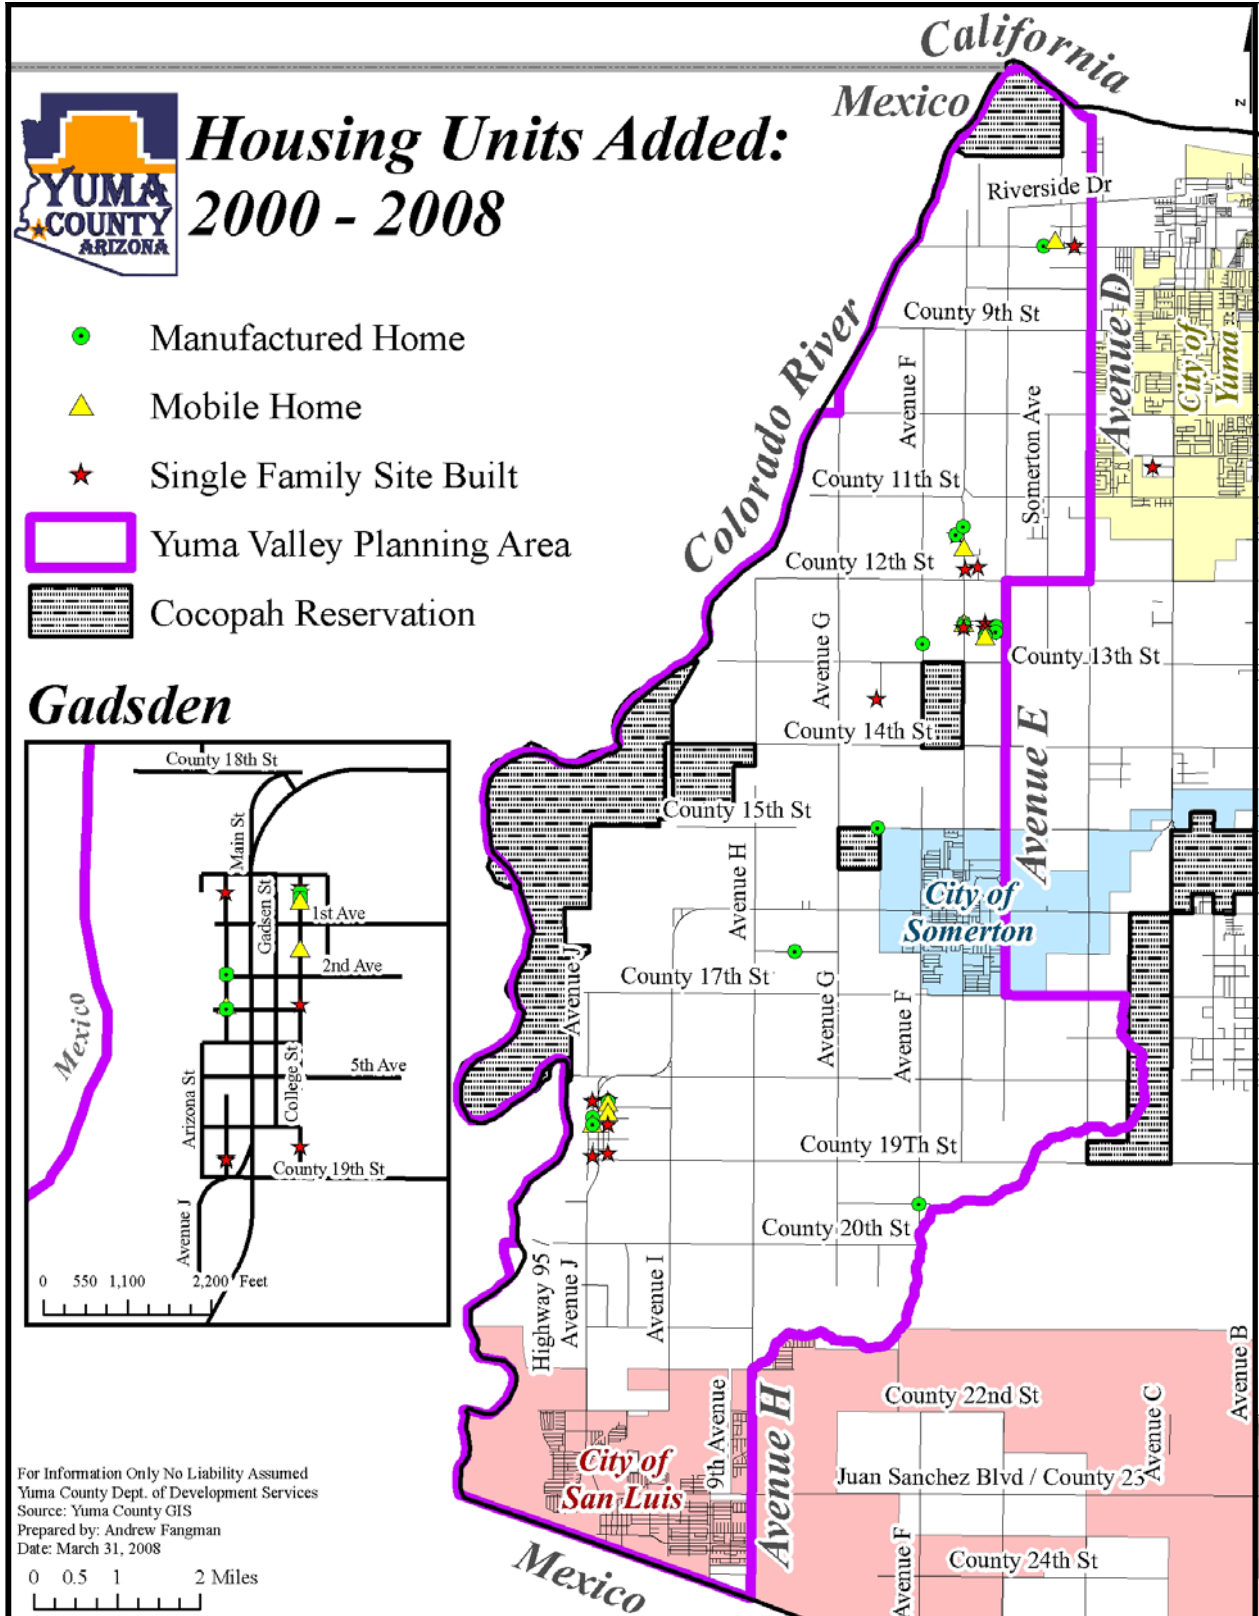 California
Mexico
N
YUMA
COUNTY
ARIZONA
Housing Units Added:
2000 - 2008
Manufactured Home
Mobile Home
Single Family Site Built
Yuma Valley Planning Area
Cocopah Reservation
Riverside Dr
County 9th St
Avenue F
Avenue D
City of
Yuma
Colorado River
Somerton Ave
County 11th St
County 12th St
Avenue G
County 13th St
County 14th St
Avenue E
County 15th St
Avenue H
City of
Somerton
Avenue J
County 17th St
Avenue G
Avenue F
County 19Th St
County 20th St
Highway 95
Avenue J
Avenue I
Avenue B
County 22nd St
9th Avenue
Avenue H
Avenue C
City of
San Luis
Juan Sanchez Blvd / County 23
Avenue F
County 24th St
Mexico
Gadsden
County 18th St
Main St
Gadsen St
1st Ave
2nd Ave
Mexico
5th Ave
College St
Arizona St
County 19th St
Avenue J
0 550 1,100 2,200 Feet
For Information Only No Liability Assumed
Yuma County Dept. of Development Services
Source: Yuma County GIS
Prepared by: Andrew Fangman
Date: March 31, 2008
0 0.5 1 2 Miles